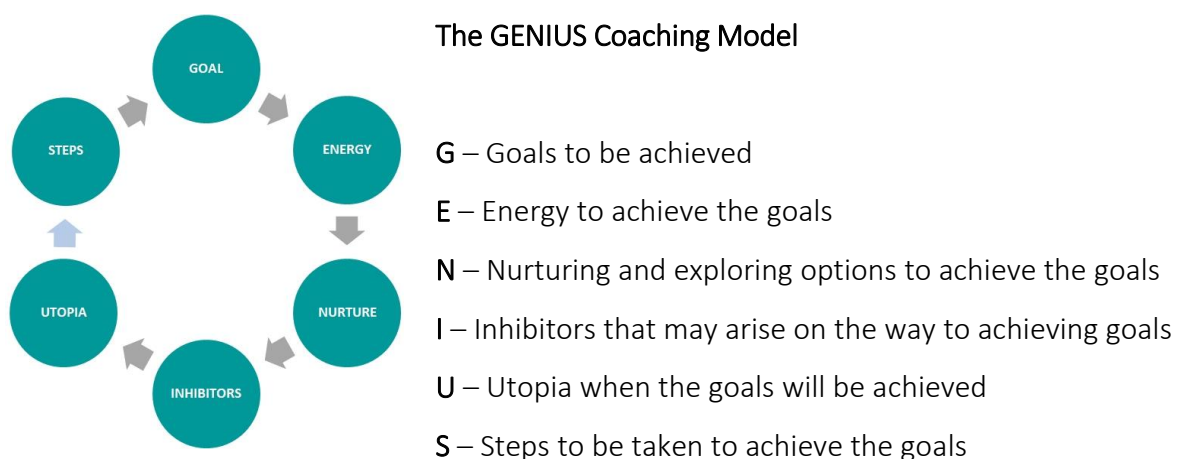 The GENIUS Coaching Model
GOAL
ENERGY
NURTURE
INHIBITORS
UTOPIA
STEPS
G – Goals to be achieved
E – Energy to achieve the goals
N – Nurturing and exploring options to achieve the goals
I – Inhibitors that may arise on the way to achieving goals
U – Utopia when the goals will be achieved
S – Steps to be taken to achieve the goals